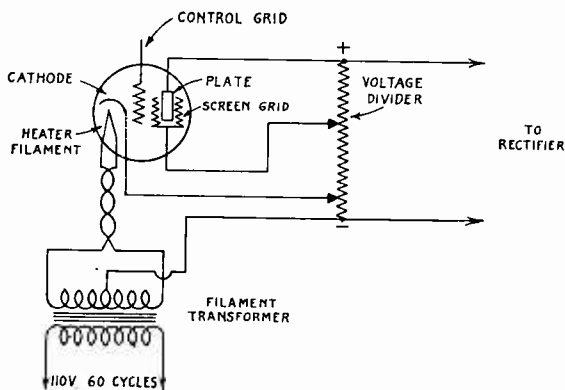 CONTROL GRID
+
CATHODE
PLATE
VOLTAGE
DIVIDER
SCREEN GRID
HEATER
FILAMENT
TO
RECTIFIER
−
FILAMENT
TRANSFORMER
110V 60 CYCLES